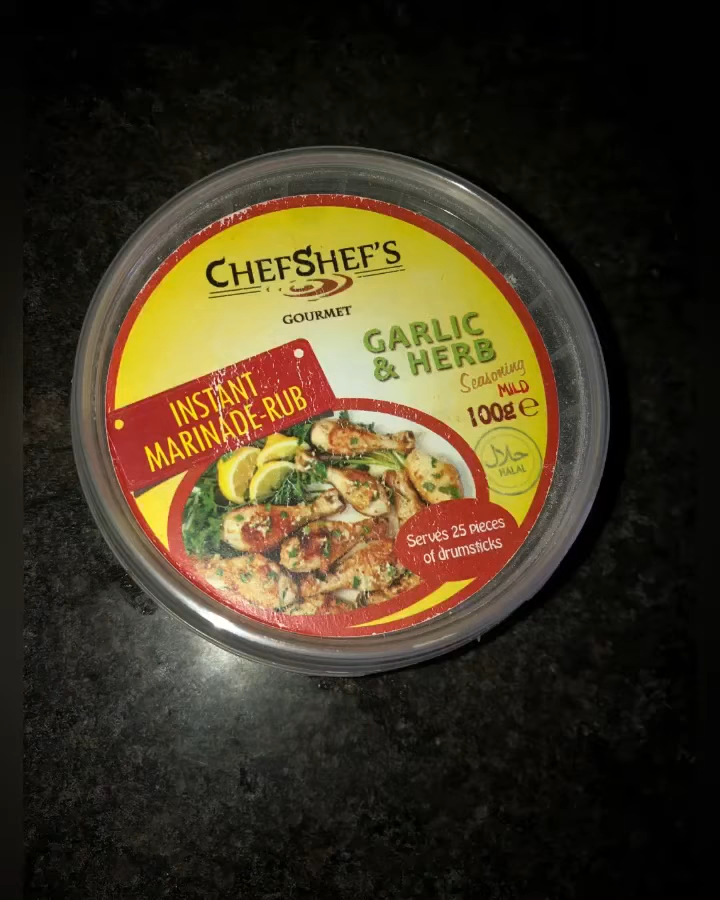 CHEFSHEF'S
GOURMET
GARLIC
& HERB
Seasoning
MILD
100g ℮
حلال
HALAL
INSTANT
MARINADE-RUB
Serves 25 pieces
of drumsticks